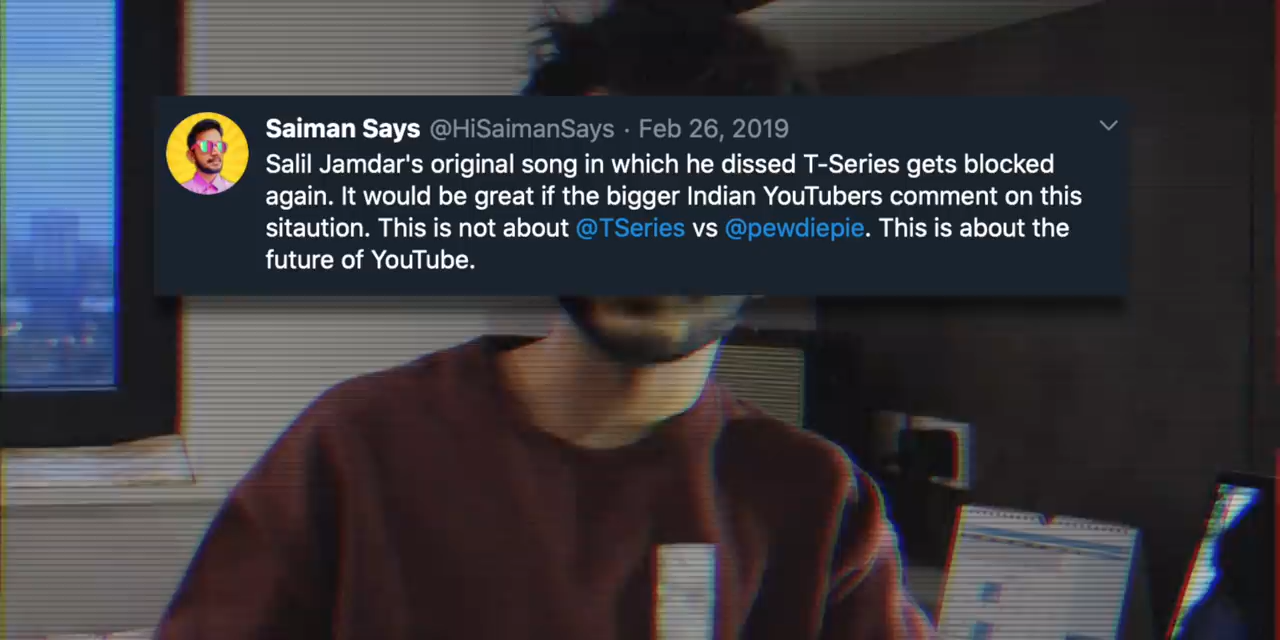 Saiman Says @HiSaimanSays · Feb 26, 2019
Salil Jamdar's original song in which he dissed T-Series gets blocked
again. It would be great if the bigger Indian YouTubers comment on this
sitaution. This is not about @TSeries vs @pewdiepie. This is about the
future of YouTube.